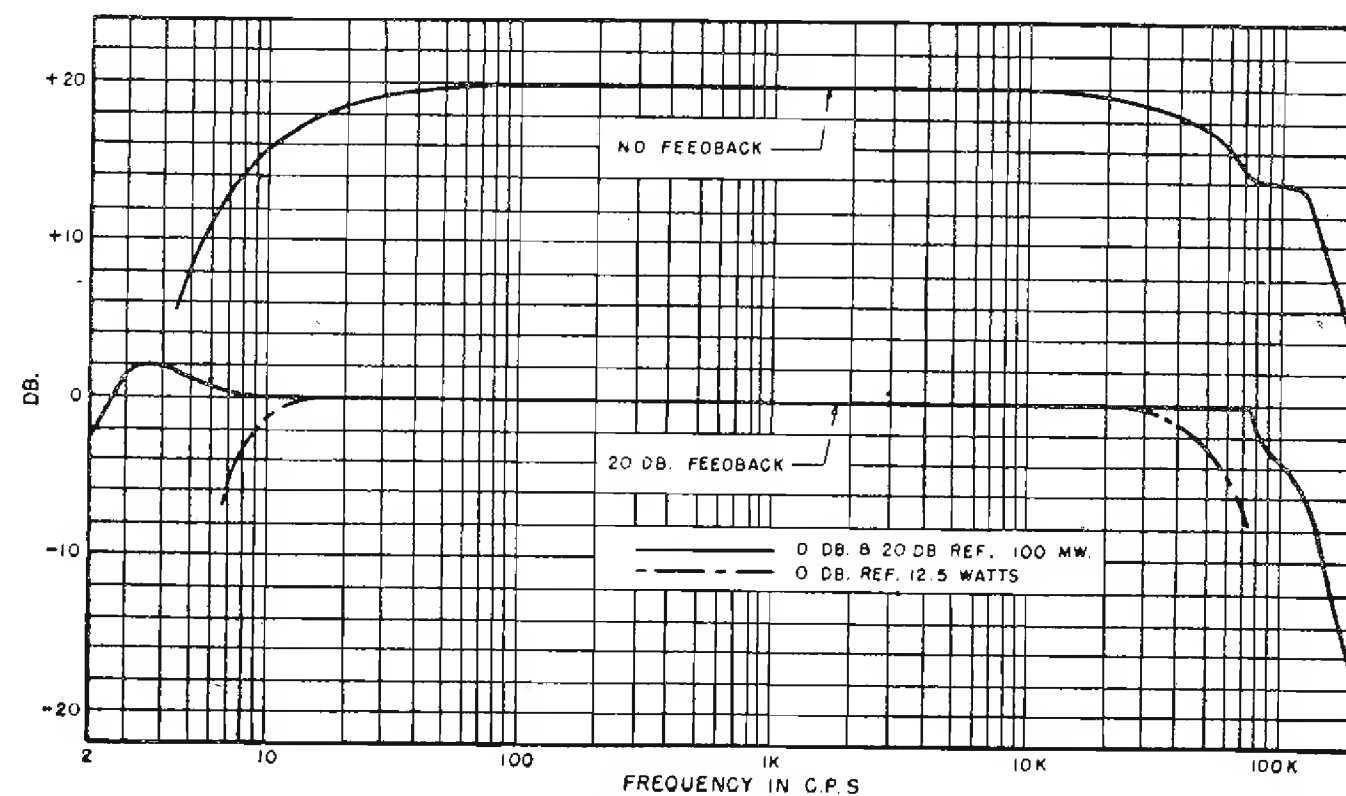 +20
NO FEEDBACK
+10
0
DB.
20 DB. FEEDBACK
-10
0 DB. & 20 DB REF. 100 MW.
0 DB. REF. 12.5 WATTS
-20
2 10 100 1K 10K 100K
FREQUENCY IN C.P.S